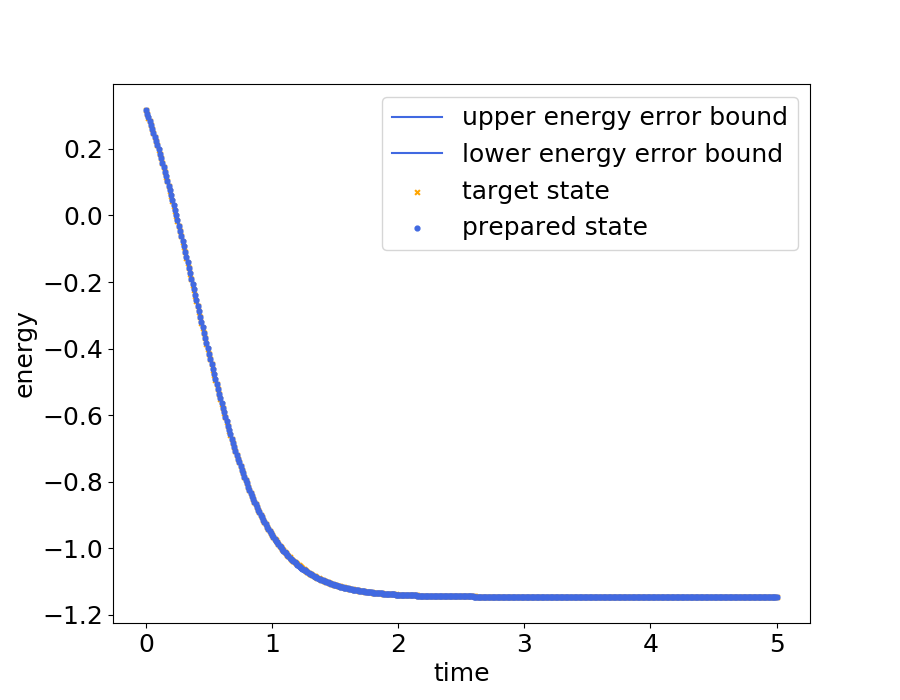 upper energy error bound
lower energy error bound
target state
prepared state
0.2
0.0
−0.2
−0.4
−0.6
−0.8
−1.0
−1.2
energy
0 1 2 3 4 5
time